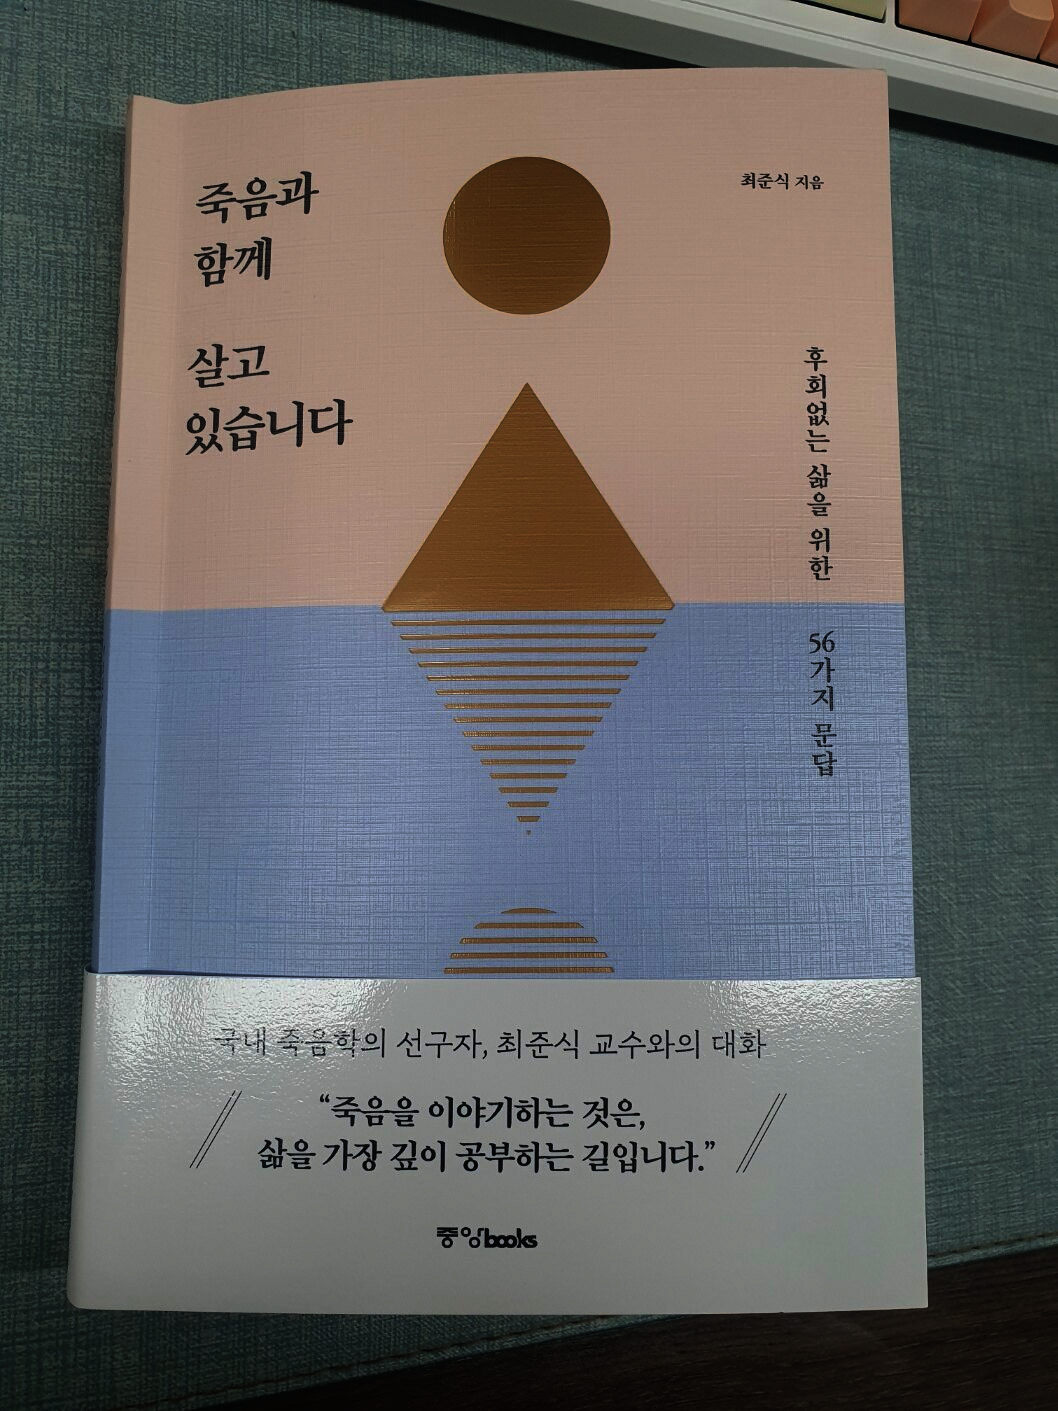 죽음과
함께
살고
있습니다
최준식 지음
후회없는 삶을 위한 56가지 문답
국내 죽음학의 선구자, 최준식 교수와의 대화
“죽음을 이야기하는 것은,
삶을 가장 깊이 공부하는 길입니다.”
중앙books